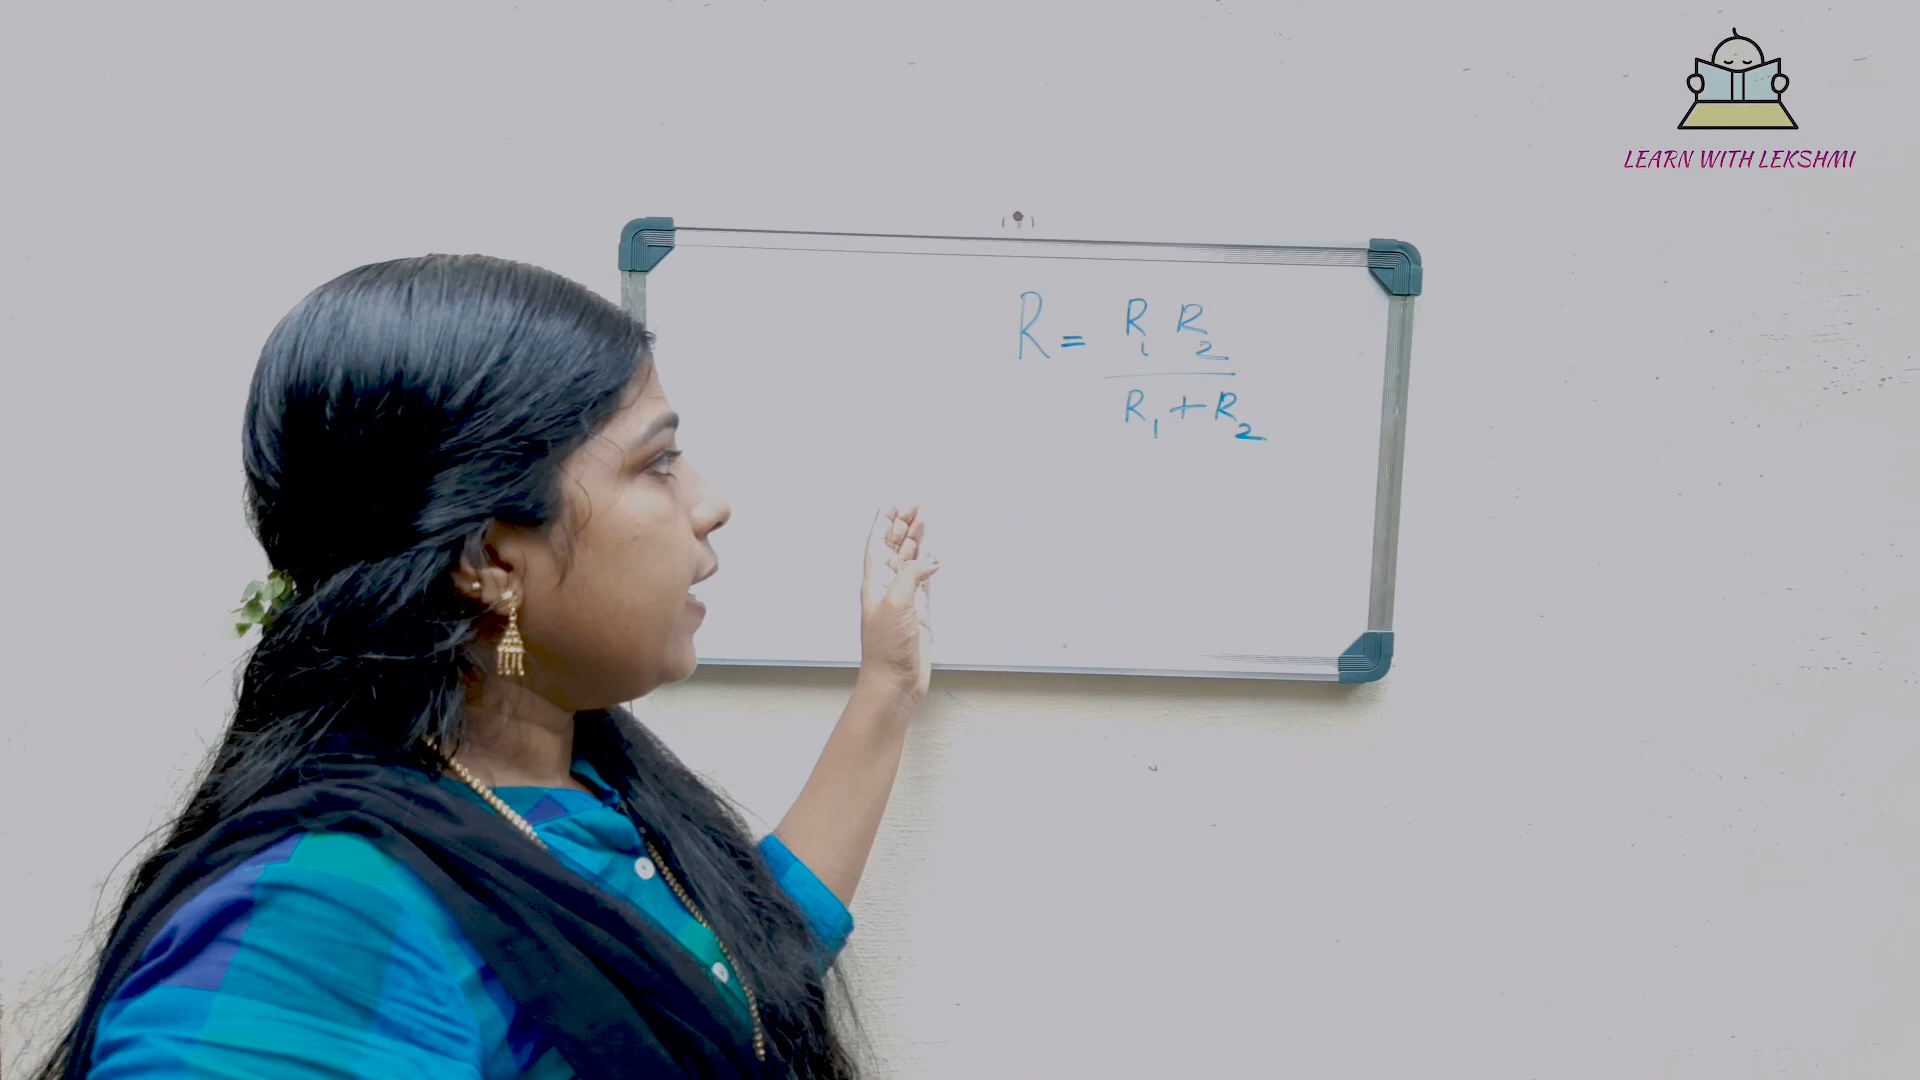 LEARN WITH LEKSHMI
R = R1 R2
R1 + R2